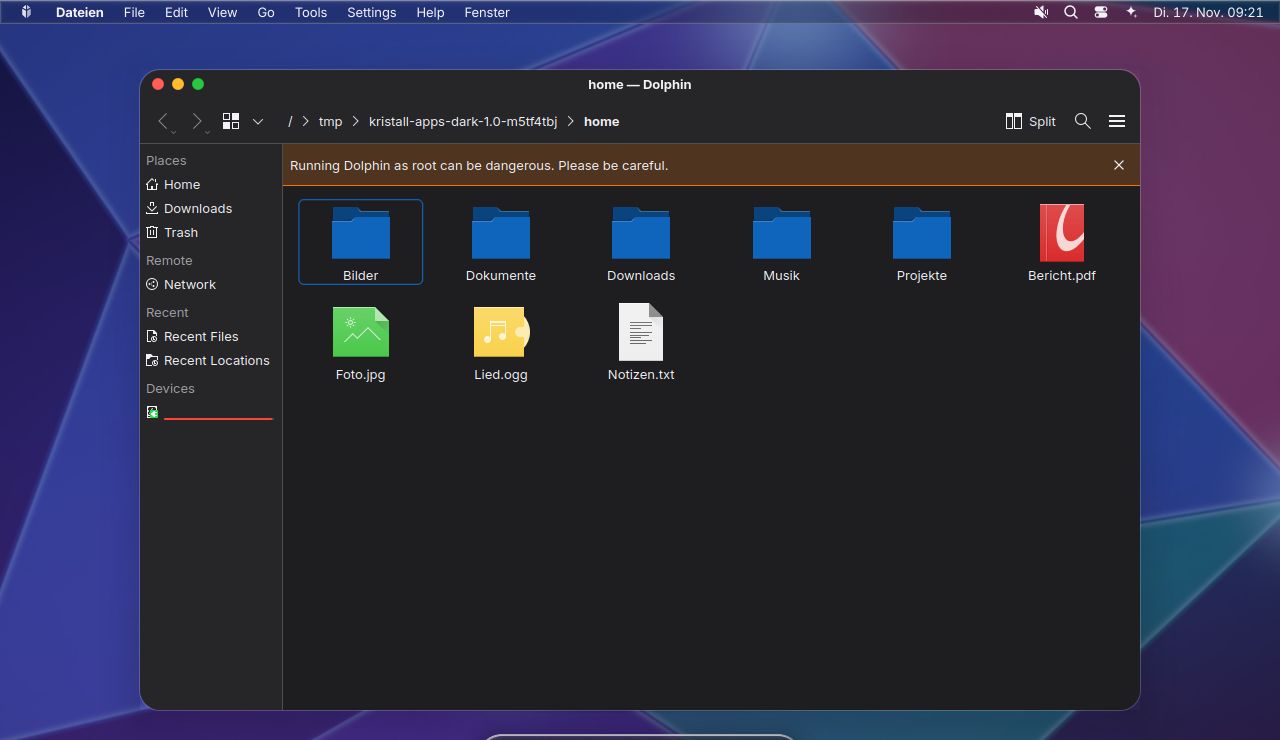 Dateien File Edit View Go Tools Settings Help Fenster Di. 17. Nov. 09:21
home — Dolphin
/ tmp kristall-apps-dark-1.0-m5tf4tbj home Split
Places
Home
Downloads
Trash
Remote
Network
Recent
Recent Files
Recent Locations
Devices
Running Dolphin as root can be dangerous. Please be careful.
Bilder Dokumente Downloads Musik Projekte Bericht.pdf
Foto.jpg Lied.ogg Notizen.txt